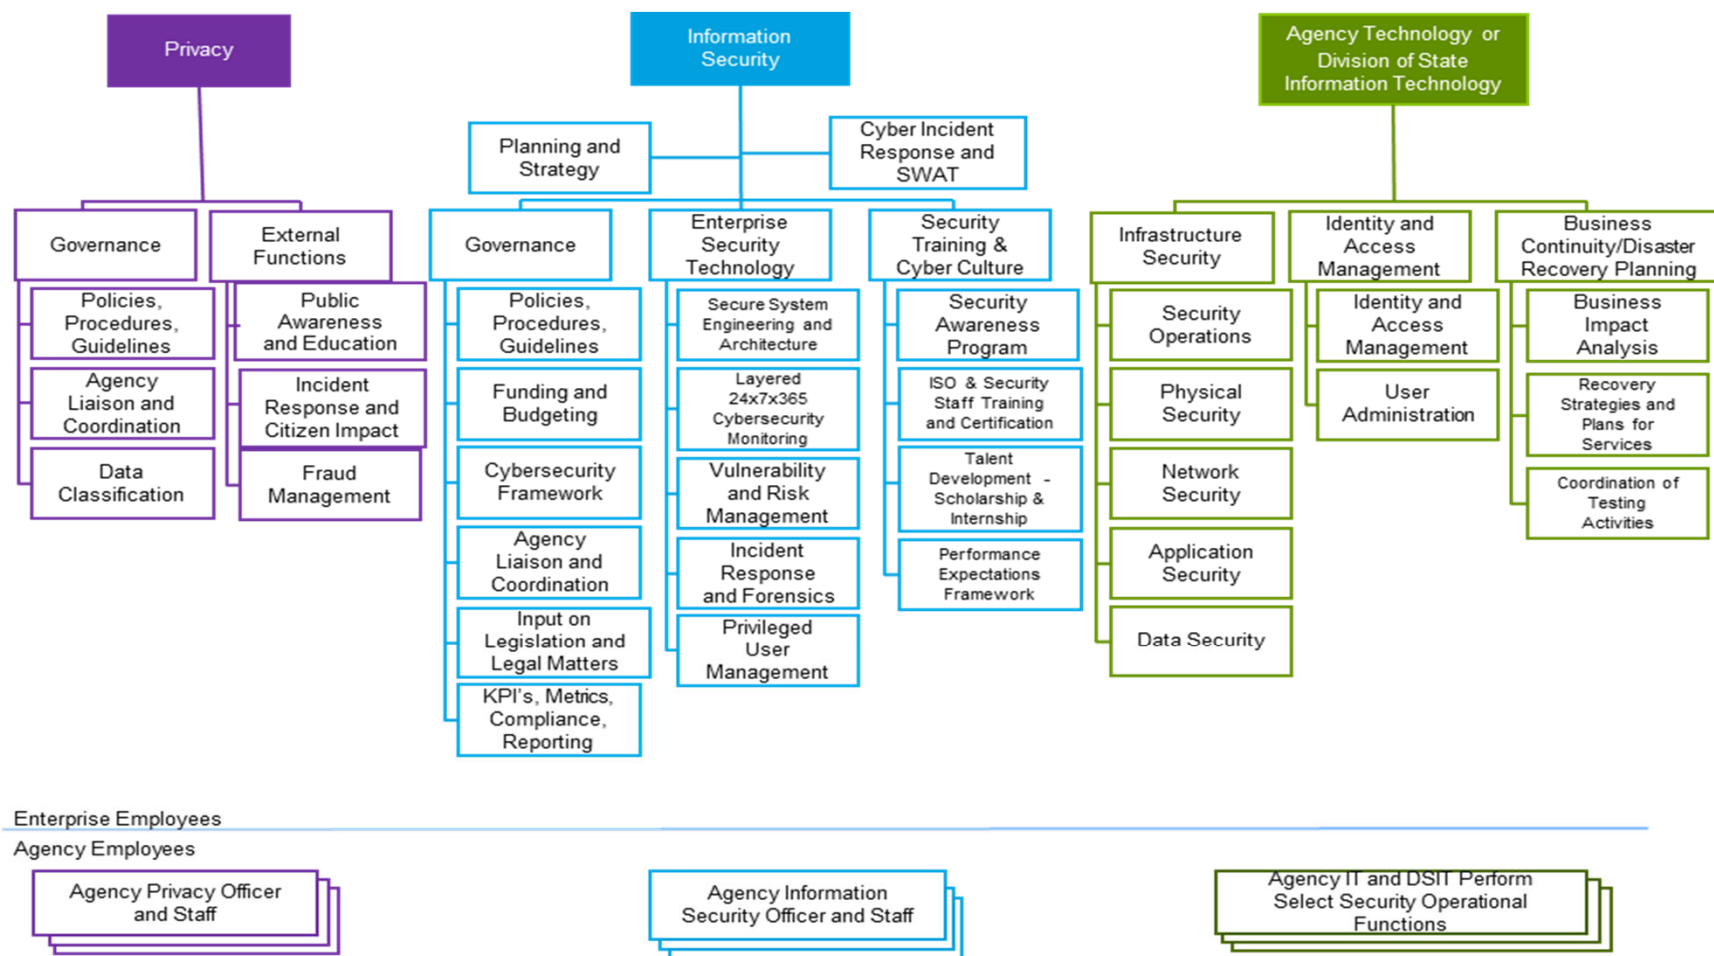 Privacy
Governance
Policies,
Procedures,
Guidelines
Agency
Liaison and
Coordination
Data
Classification
External
Functions
Public
Awareness
and Education
Incident
Response and
Citizen Impact
Fraud
Management
Information
Security
Planning and
Strategy
Cyber Incident
Response and
SWAT
Governance
Policies,
Procedures,
Guidelines
Funding and
Budgeting
Cybersecurity
Framework
Agency
Liaison and
Coordination
Input on
Legislation and
Legal Matters
KPI's, Metrics,
Compliance,
Reporting
Enterprise
Security
Technology
Secure System
Engineering and
Architecture
Layered
24x7x365
Cybersecurity
Monitoring
Vulnerability
and Risk
Management
Incident
Response
and Forensics
Privileged
User
Management
Security
Training &
Cyber Culture
Security
Awareness
Program
ISO & Security
Staff Training
and Certification
Talent
Development -
Scholarship &
Internship
Performance
Expectations
Framework
Agency Technology or
Division of State
Information Technology
Infrastructure
Security
Security
Operations
Physical
Security
Network
Security
Application
Security
Data Security
Identity and
Access
Management
Identity and
Access
Management
User
Administration
Business
Continuity/Disaster
Recovery Planning
Business
Impact
Analysis
Recovery
Strategies and
Plans for
Services
Coordination of
Testing
Activities
Enterprise Employees
Agency Employees
Agency Privacy Officer
and Staff
Agency Information
Security Officer and Staff
Agency IT and DSIT Perform
Select Security Operational
Functions